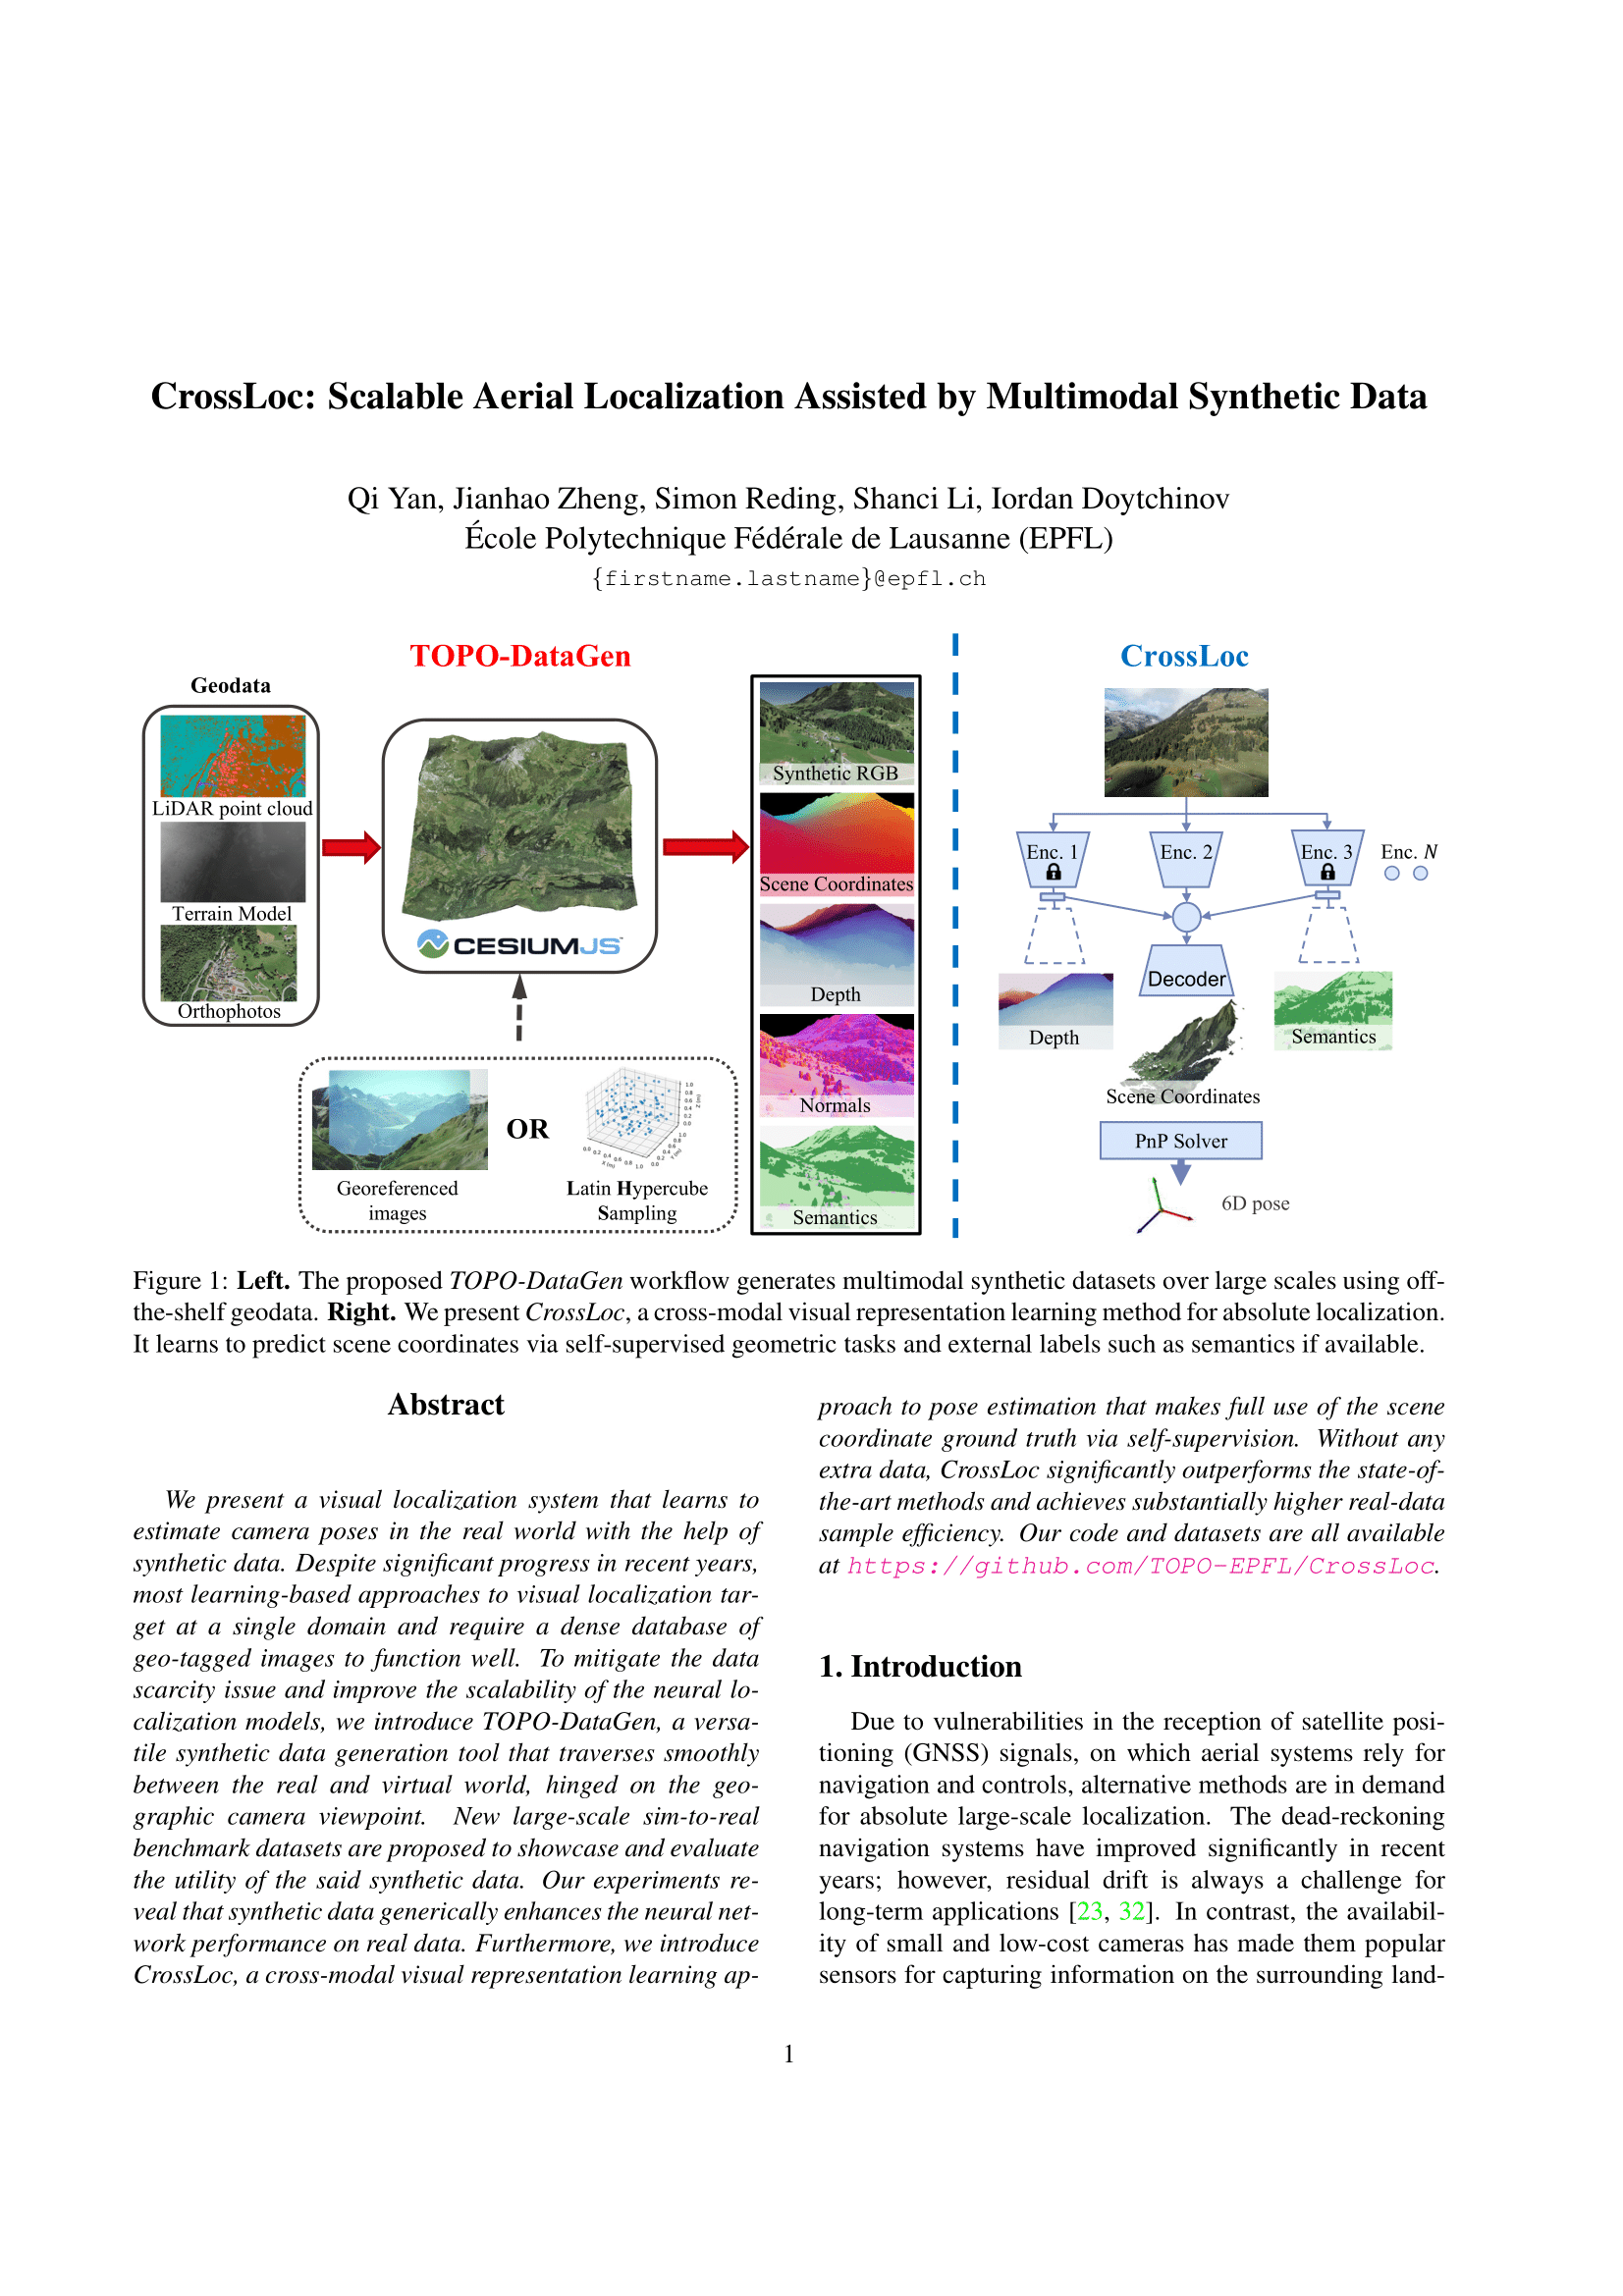 CrossLoc: Scalable Aerial Localization Assisted by Multimodal Synthetic Data
Qi Yan, Jianhao Zheng, Simon Reding, Shanci Li, Iordan Doytchinov
École Polytechnique Fédérale de Lausanne (EPFL)
{firstname.lastname}@epfl.ch
TOPO-DataGen
Geodata
LiDAR point cloud
Terrain Model
Orthophotos
CESIUMJS
Georeferenced
images
OR
Latin Hypercube
Sampling
Synthetic RGB
Scene Coordinates
Depth
Normals
Semantics
CrossLoc
Enc. 1
Enc. 2
Enc. 3
Enc. N
Decoder
Depth
Semantics
Scene Coordinates
PnP Solver
6D pose
Figure 1: Left. The proposed TOPO-DataGen workflow generates multimodal synthetic datasets over large scales using off-
the-shelf geodata. Right. We present CrossLoc, a cross-modal visual representation learning method for absolute localization.
It learns to predict scene coordinates via self-supervised geometric tasks and external labels such as semantics if available.
Abstract
We present a visual localization system that learns to
estimate camera poses in the real world with the help of
synthetic data. Despite significant progress in recent years,
most learning-based approaches to visual localization tar-
get at a single domain and require a dense database of
geo-tagged images to function well. To mitigate the data
scarcity issue and improve the scalability of the neural lo-
calization models, we introduce TOPO-DataGen, a versa-
tile synthetic data generation tool that traverses smoothly
between the real and virtual world, hinged on the geo-
graphic camera viewpoint. New large-scale sim-to-real
benchmark datasets are proposed to showcase and evaluate
the utility of the said synthetic data. Our experiments re-
veal that synthetic data generically enhances the neural net-
work performance on real data. Furthermore, we introduce
CrossLoc, a cross-modal visual representation learning ap-
proach to pose estimation that makes full use of the scene
coordinate ground truth via self-supervision. Without any
extra data, CrossLoc significantly outperforms the state-of-
the-art methods and achieves substantially higher real-data
sample efficiency. Our code and datasets are all available
at https://github.com/TOPO-EPFL/CrossLoc.
1. Introduction
Due to vulnerabilities in the reception of satellite posi-
tioning (GNSS) signals, on which aerial systems rely for
navigation and controls, alternative methods are in demand
for absolute large-scale localization. The dead-reckoning
navigation systems have improved significantly in recent
years; however, residual drift is always a challenge for
long-term applications [23, 32]. In contrast, the availabil-
ity of small and low-cost cameras has made them popular
sensors for capturing information on the surrounding land-
1